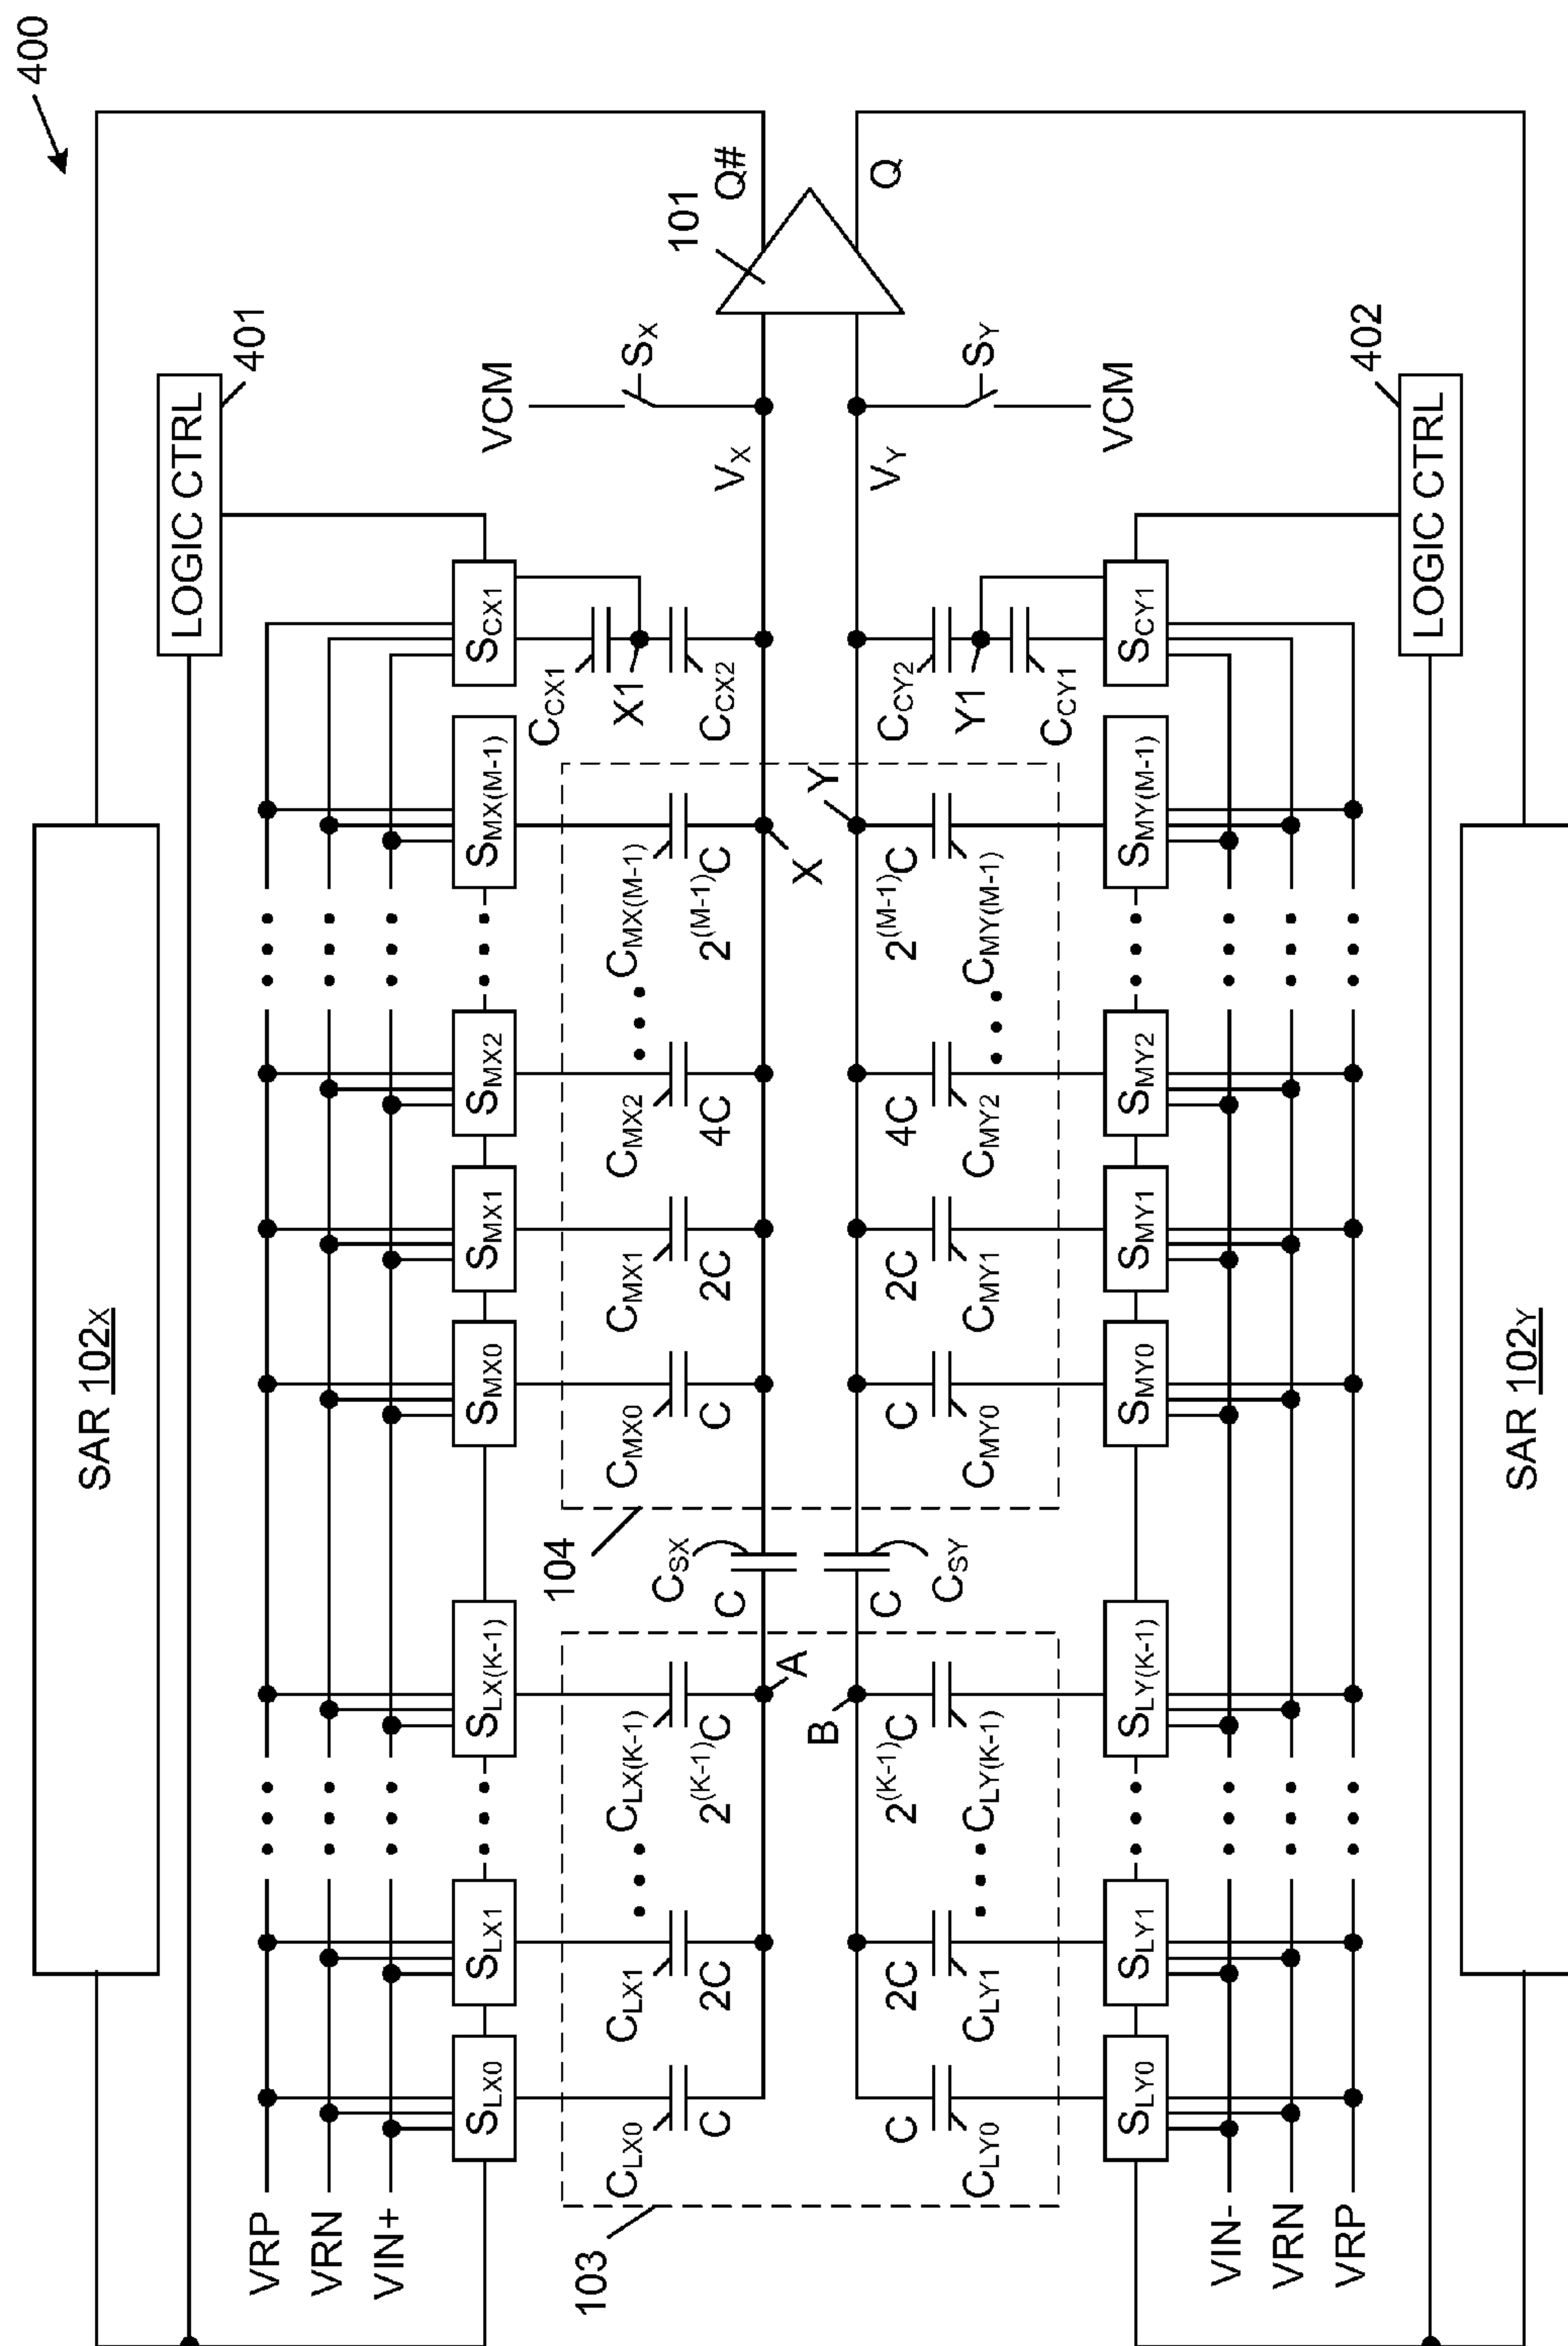 400
SAR 102X
LOGIC CTRL
401
VRP
VRN
VIN+
SLX0
SLX1
SLX(K-1)
SMX0
SMX1
SMX2
SMX(M-1)
SCX1
VCM
SX
103
104
CLX0
C
CLX1
2C
CLX(K-1)
2(K-1)C
A
CSX
C
CMX0
C
CMX1
2C
CMX2
4C
CMX(M-1)
2(M-1)C
X
CCX1
X1
CCX2
VX
101
Q#
C
CLY0
2C
CLY1
B
2(K-1)C
CLY(K-1)
C
CSY
C
CMY0
2C
CMY1
4C
CMY2
Y
2(M-1)C
CMY(M-1)
CCY2
Y1
CCY1
VY
Q
SY
VCM
SLY0
SLY1
SLY(K-1)
SMY0
SMY1
SMY2
SMY(M-1)
SCY1
VIN-
VRN
VRP
LOGIC CTRL
402
SAR 102Y